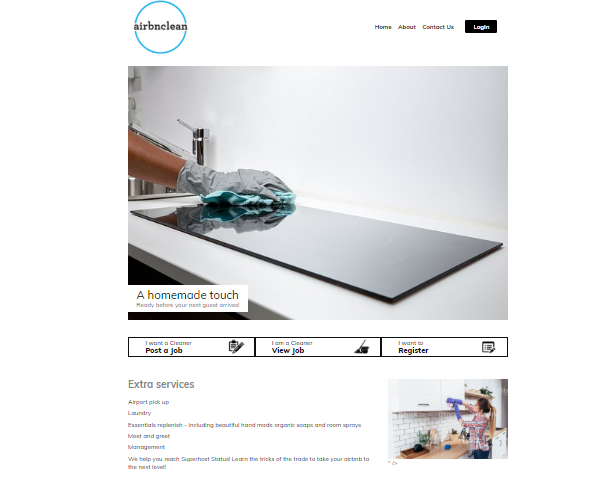 airbnclean
Home About Contact Us Login
A homemade touch
Ready before your next guest arrives!
I want a Cleaner
Post a Job
I am a Cleaner
View Job
I want to
Register
Extra services
Airport pick up
Laundry
Essentials replenish – including beautiful hand made organic soaps and room sprays
Meet and greet
Management
We help you reach Superhost Status! Learn the tricks of the trade to take your airbnb to
the next level!
" />